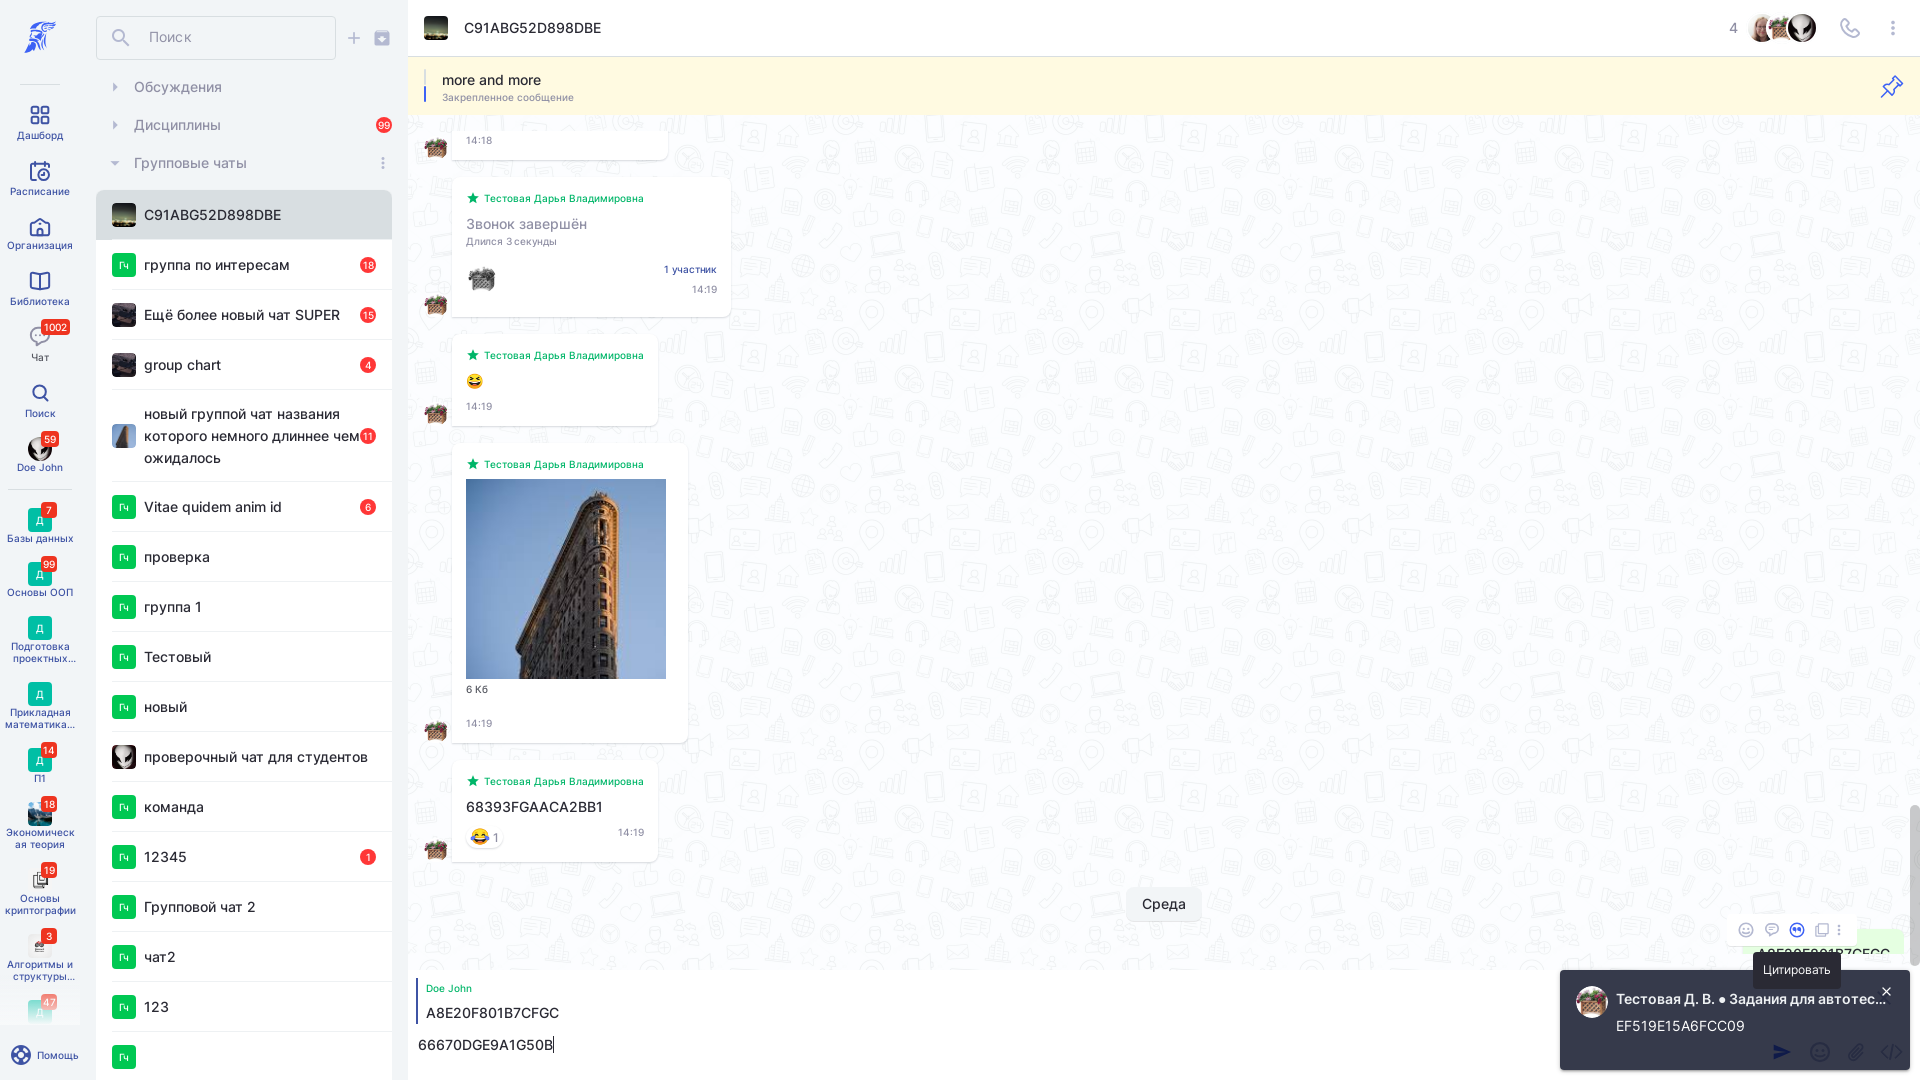 Дашборд
Расписание
Организация
Библиотека
1002
Чат
Поиск
59
Doe John
7
Д
Базы данных
99
Д
Основы ООП
Д
Подготовка
проектных...
Д
Прикладная
математика...
14
Д
П1
18
Экономическ
ая теория
19
Основы
криптографии
3
Алгоритмы и
структуры...
47
Д
Помощь
Поиск
Обсуждения
Дисциплины
99
Групповые чаты
C91ABG52D898DBE
Гч
группа по интересам
18
Ещё более новый чат SUPER
15
group chart
4
новый группой чат названия
которого немного длиннее чем
ожидалось
11
Гч
Vitae quidem anim id
6
Гч
проверка
Гч
группа 1
Гч
Тестовый
Гч
новый
проверочный чат для студентов
Гч
команда
Гч
12345
1
Гч
Групповой чат 2
Гч
чат2
Гч
123
Гч
C91ABG52D898DBE
4
more and more
Закрепленное сообщение
14:18
Тестовая Дарья Владимировна
Звонок завершён
Длился 3 секунды
1 участник
14:19
Тестовая Дарья Владимировна
14:19
Тестовая Дарья Владимировна
6 Кб
14:19
Тестовая Дарья Владимировна
68393FGAACA2BB1
1
14:19
Среда
A8E20F801B7CFGC
Цитировать
Doe John
A8E20F801B7CFGC
66670DGE9A1G50B
Тестовая Д. В. ● Задания для автотес...
EF519E15A6FCC09